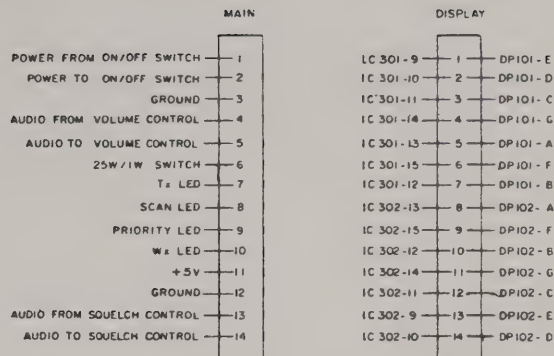 MAIN
POWER FROM ON/OFF SWITCH 1
POWER TO ON/OFF SWITCH 2
GROUND 3
AUDIO FROM VOLUME CONTROL 4
AUDIO TO VOLUME CONTROL 5
25W/1W SWITCH 6
Tx LED 7
SCAN LED 8
PRIORITY LED 9
Wx LED 10
+5V 11
GROUND 12
AUDIO FROM SQUELCH CONTROL 13
AUDIO TO SQUELCH CONTROL 14
DISPLAY
IC 301-9 1 DP101-E
IC 301-10 2 DP101-D
IC 301-11 3 DP101-C
IC 301-14 4 DP101-G
IC 301-13 5 DP101-A
IC 301-15 6 DP101-F
IC 301-12 7 DP101-B
IC 302-13 8 DP102-A
IC 302-15 9 DP102-F
IC 302-12 10 DP102-B
IC 302-14 11 DP102-G
IC 302-11 12 DP102-C
IC 302-9 13 DP102-E
IC 302-10 14 DP102-D